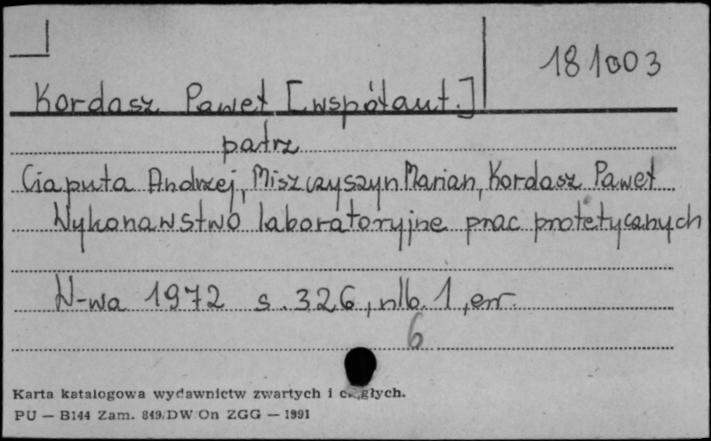 181003
Kordasz Paweł [współaut.]
patrz
Ciaputa Andrzej, Miszczyszyn Marian, Kordasz Paweł
Wykonawstwo laboratoryjne prac protetycznych
W-wa 1972 s. 326, nlb. 1, err.
6
Karta katalogowa wydawnictw zwartych i ciągłych.
PU — B144 Zam. 849/DW/On ZGG — 1991